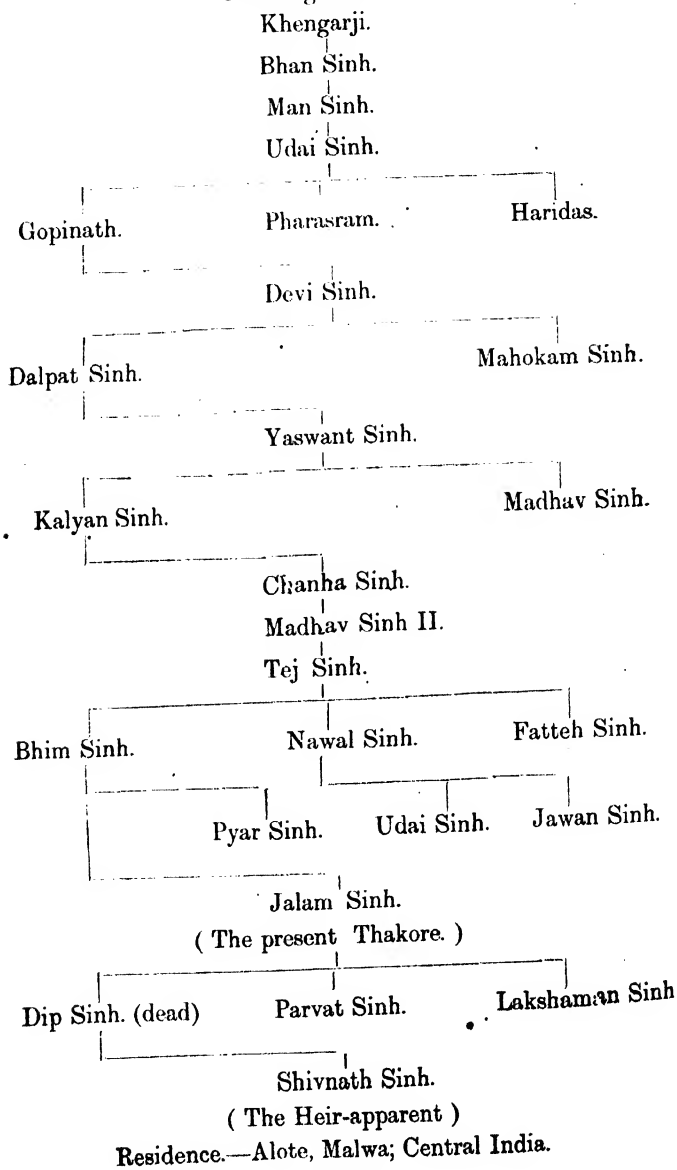 Khengarji.
Bhan Sinh.
Man Sinh.
Udai Sinh.
Gopinath. Pharasram. Haridas.
Devi Sinh.
Dalpat Sinh. Mahokam Sinh.
Yaswant Sinh.
Kalyan Sinh. Madhav Sinh.
Chanha Sinh.
Madhav Sinh II.
Tej Sinh.
Bhim Sinh. Nawal Sinh. Fatteh Sinh.
Pyar Sinh. Udai Sinh. Jawan Sinh.
Jalam Sinh.
( The present Thakore. )
Dip Sinh. (dead) Parvat Sinh. Lakshaman Sinh
Shivnath Sinh.
( The Heir-apparent )
Residence.—Alote, Malwa; Central India.